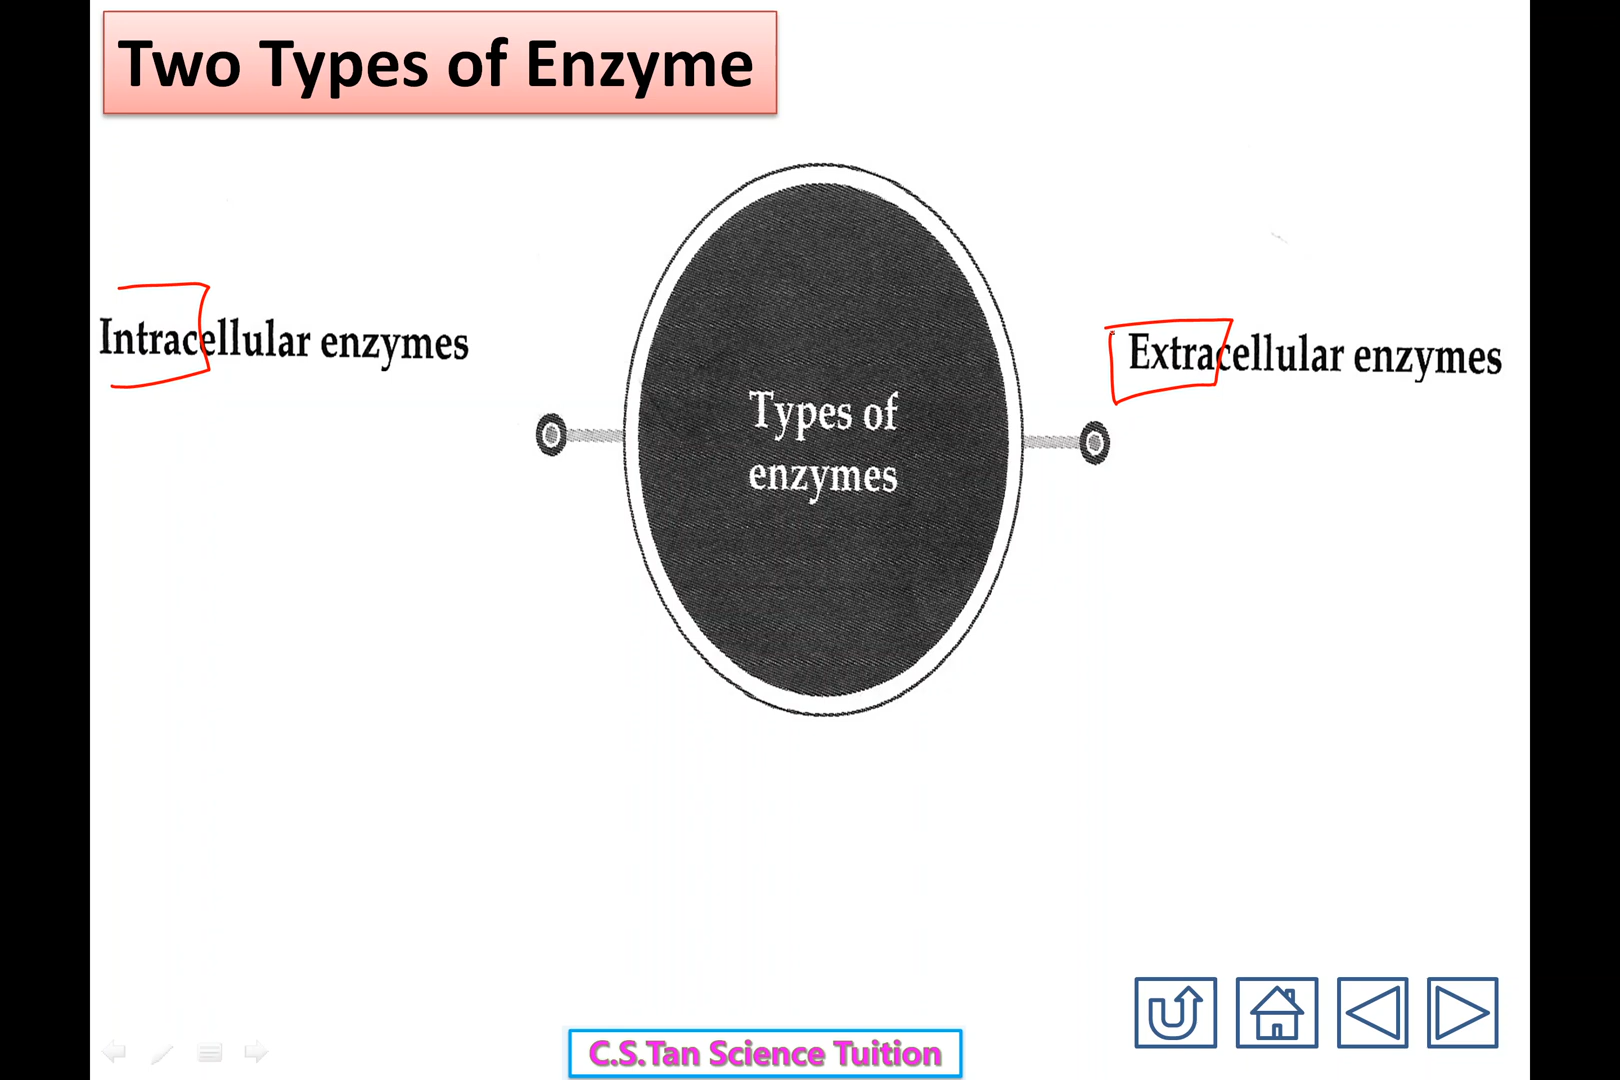 Two Types of Enzyme
Intracellular enzymes
Extracellular enzymes
Types of
enzymes
C.S.Tan Science Tuition